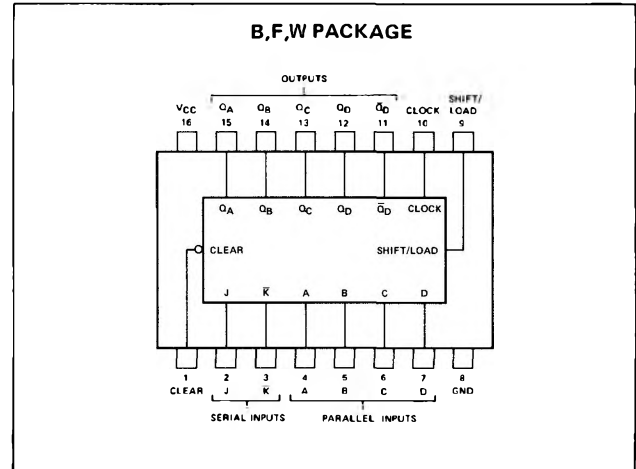 B,F,W PACKAGE
OUTPUTS
VCC QA QB QC QD Q̄D CLOCK SHIFT/LOAD
16 15 14 13 12 11 10 9
QA QB QC QD Q̄D CLOCK
CLEAR SHIFT/LOAD
J K̄ A B C D
1 2 3 4 5 6 7 8
CLEAR J K̄ A B C D GND
SERIAL INPUTS PARALLEL INPUTS